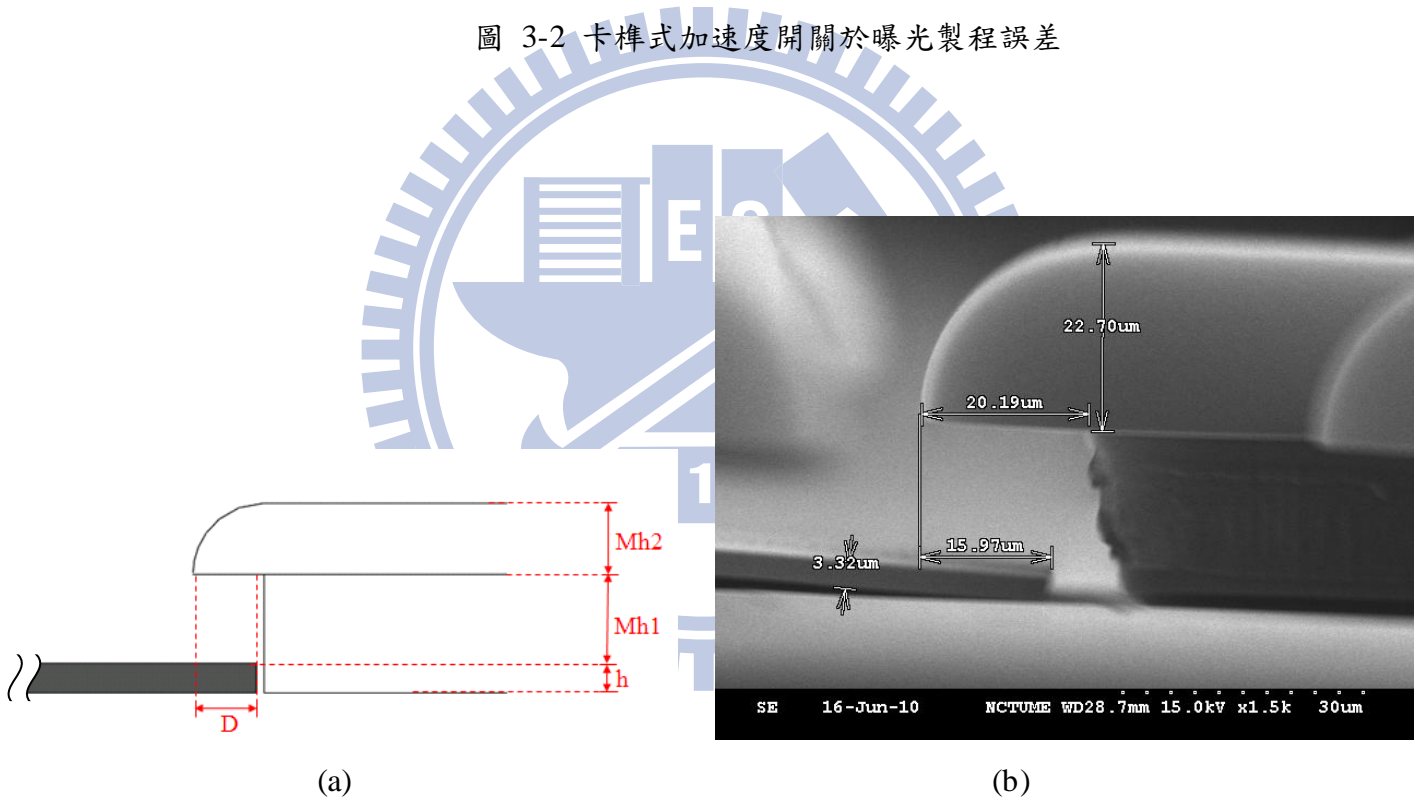 圖 3-2 卡榫式加速度開關於曝光製程誤差
E S
1
Mh2
Mh1
h
D
22.70um
20.19um
15.97um
3.32um
SE 16-Jun-10 NCTUME WD28.7mm 15.0kV x1.5k 30um
(a) (b)